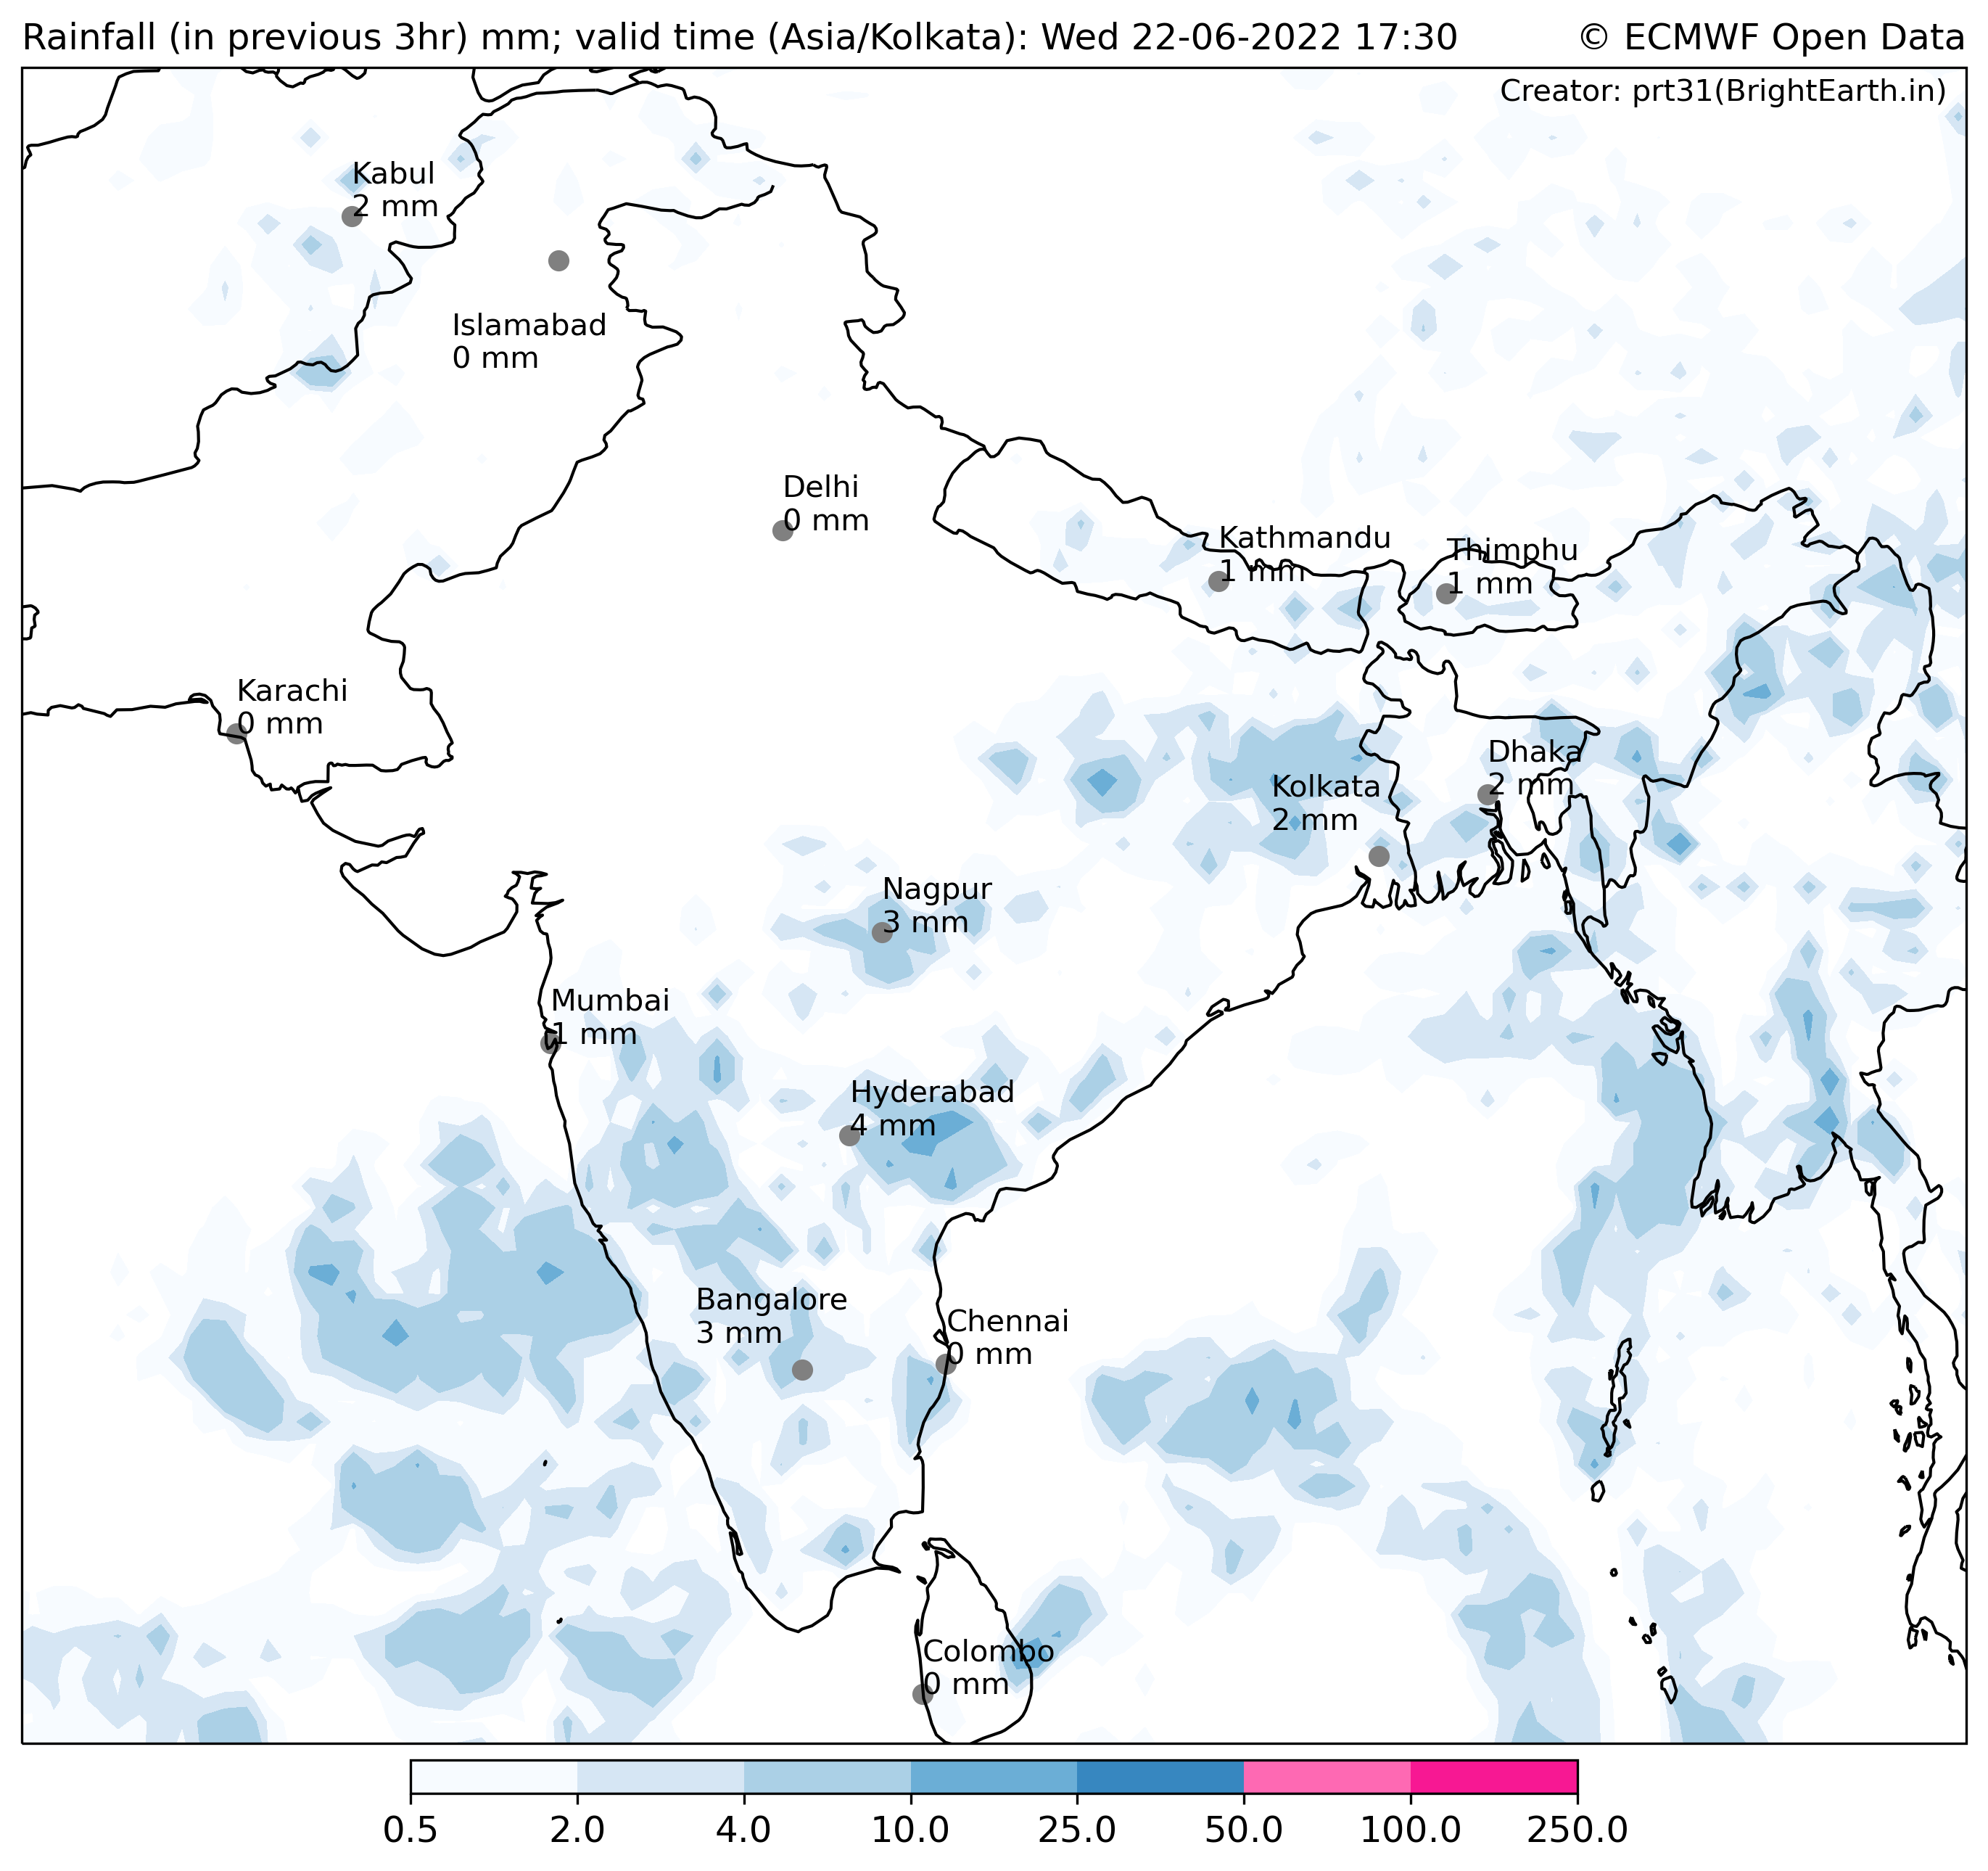 Rainfall (in previous 3hr) mm; valid time (Asia/Kolkata): Wed 22-06-2022 17:30
© ECMWF Open Data
Creator: prt31(BrightEarth.in)
Kabul
2 mm
Islamabad
0 mm
Delhi
0 mm
Kathmandu
1 mm
Thimphu
1 mm
Karachi
0 mm
Dhaka
2 mm
Kolkata
2 mm
Nagpur
3 mm
Mumbai
1 mm
Hyderabad
4 mm
Bangalore
3 mm
Chennai
0 mm
Colombo
0 mm
0.5 2.0 4.0 10.0 25.0 50.0 100.0 250.0